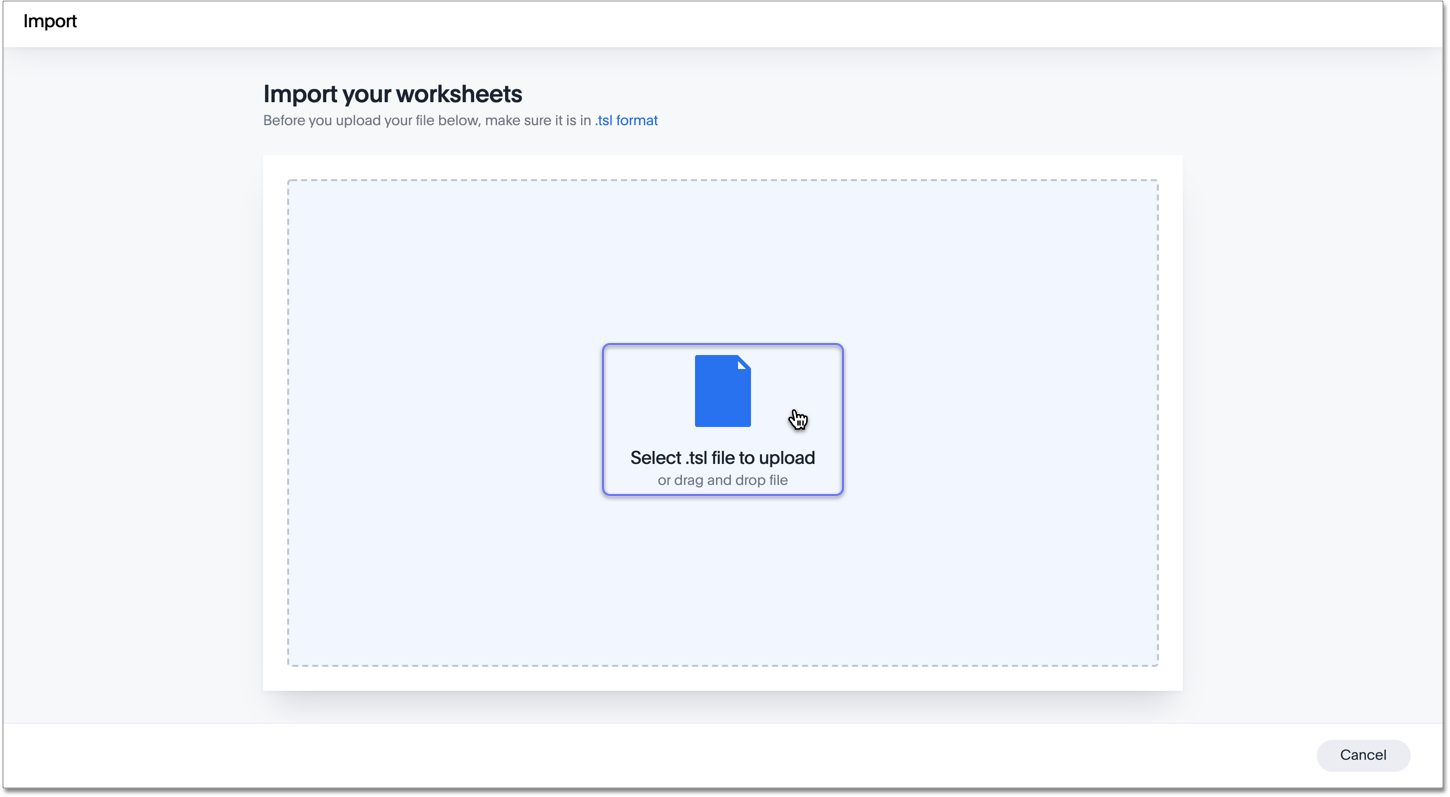 Import
Import your worksheets
Before you upload your file below, make sure it is in .tsl format
Select .tsl file to upload
or drag and drop file
Cancel